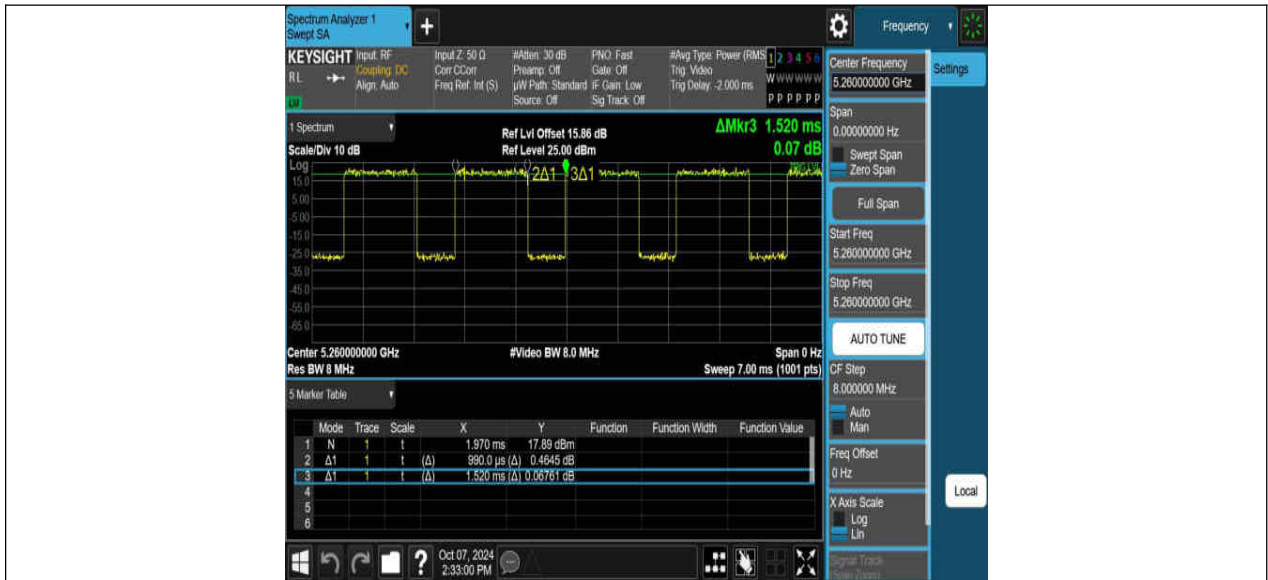 Spectrum Analyzer 1
Swept SA
+
Frequency
KEYSIGHT
RL
Input: RF
Coupling: DC
Align: Auto
Input Z: 50 Ω
Corr CCorr
Freq Ref: Int (S)
#Atten: 30 dB
Preamp: Off
µW Path: Standard
Source: Off
PNO: Fast
Gate: Off
IF Gain: Low
Sig Track: Off
#Avg Type: Power (RMS
Trig: Video
Trig Delay: -2.000 ms
1 2 3 4 5 6
W W W W W W
P P P P P P
Center Frequency
5.260000000 GHz
Settings
Span
0.00000000 Hz
Swept Span
Zero Span
Full Span
Start Freq
5.260000000 GHz
Stop Freq
5.260000000 GHz
AUTO TUNE
CF Step
8.000000 MHz
Auto
Man
Freq Offset
0 Hz
X Axis Scale
Log
Lin
Signal Track
(Span Zoom)
Local
1 Spectrum
Scale/Div 10 dB
Ref Lvl Offset 15.86 dB
Ref Level 25.00 dBm
ΔMkr3 1.520 ms
0.07 dB
Log
15.0
5.00
-5.00
-15.0
-25.0
-35.0
-45.0
-55.0
-65.0
2Δ1
3Δ1
Center 5.260000000 GHz
Res BW 8 MHz
#Video BW 8.0 MHz
Span 0 Hz
Sweep 7.00 ms (1001 pts)
5 Marker Table
Mode Trace Scale X Y Function Function Width Function Value
1 N 1 t 1.970 ms 17.89 dBm
2 Δ1 1 t (Δ) 990.0 µs (Δ) 0.4645 dB
3 Δ1 1 t (Δ) 1.520 ms (Δ) 0.06761 dB
4
5
6
?
Oct 07, 2024
2:33:00 PM